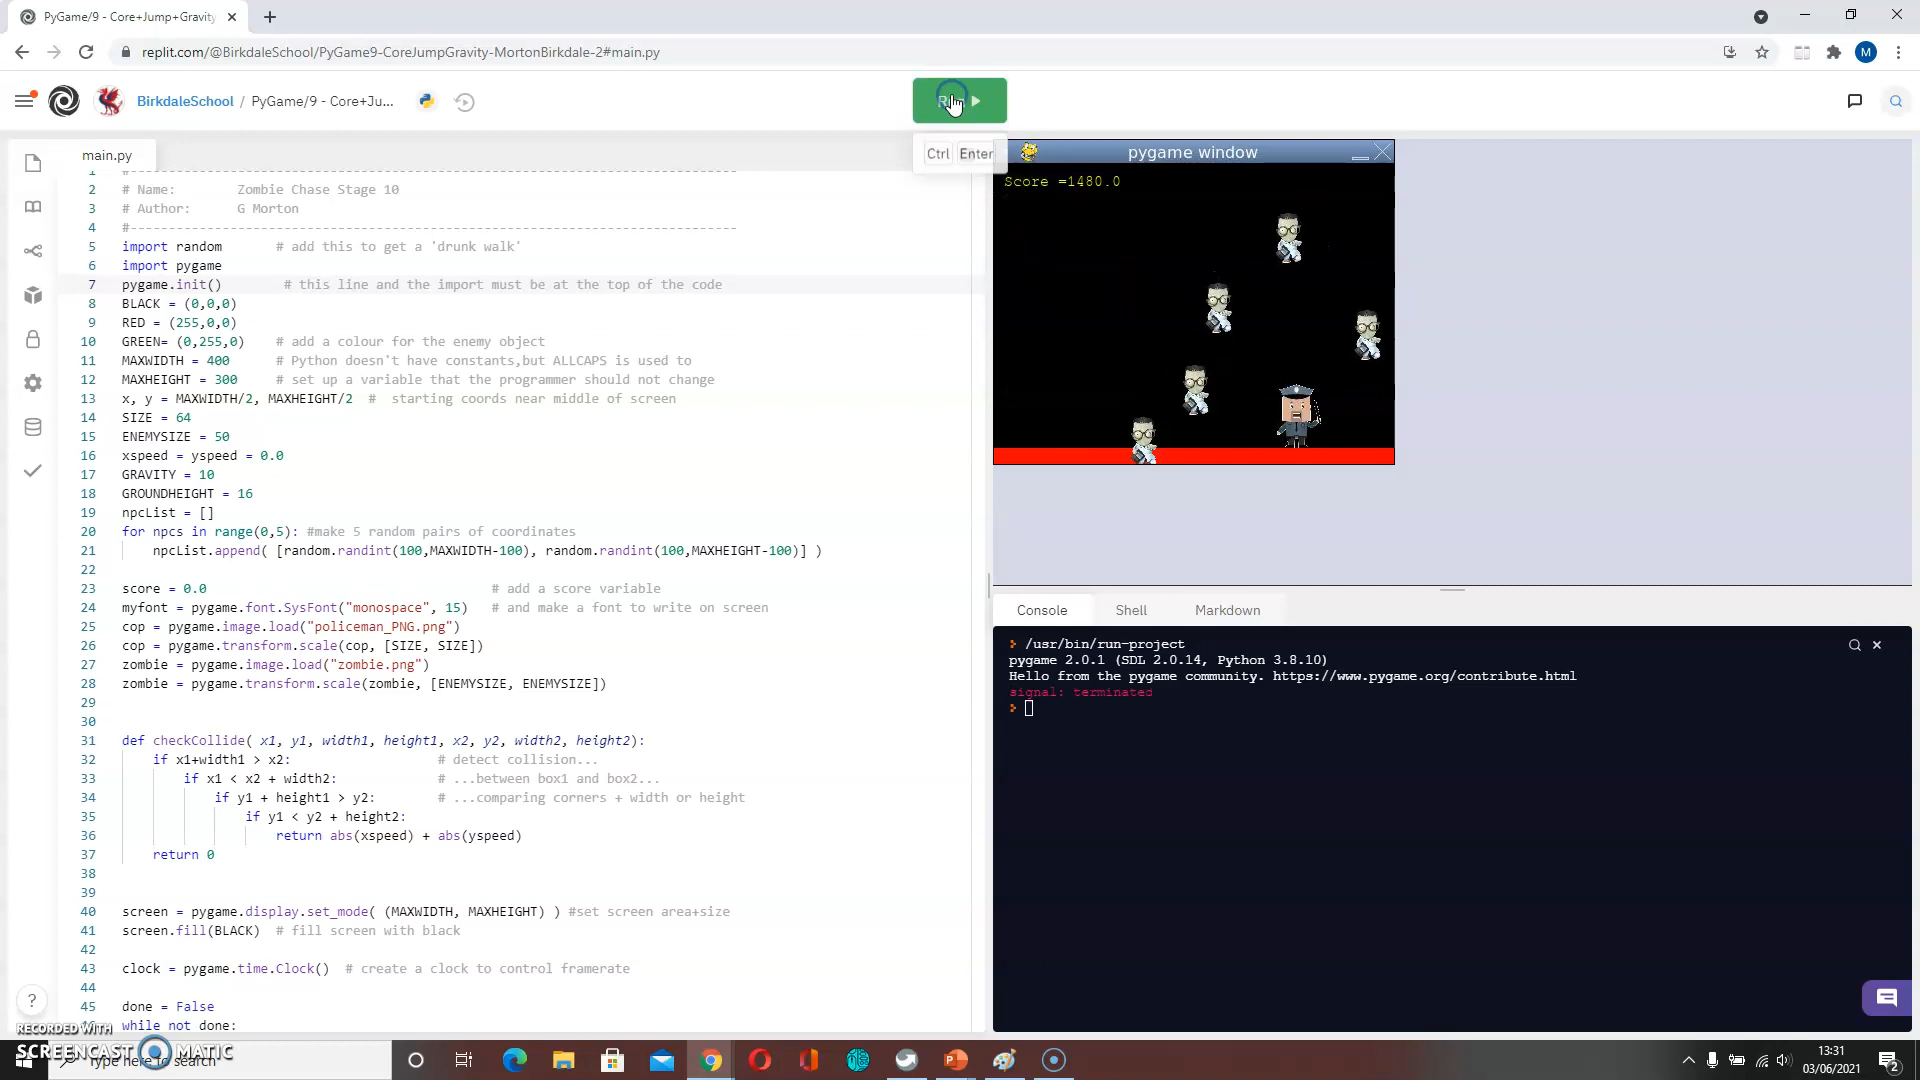 PyGame/9 - Core+Jump+Gravity
replit.com/@BirkdaleSchool/PyGame9-CoreJumpGravity-MortonBirkdale-2#main.py
M
BirkdaleSchool / PyGame/9 - Core+Ju...
Ctrl Enter
main.py
1 #-------------------------------------------------------------------------------
2 # Name:        Zombie Chase Stage 10
3 # Author:      G Morton
4 #-------------------------------------------------------------------------------
5 import random       # add this to get a 'drunk walk'
6 import pygame
7 pygame.init()        # this line and the import must be at the top of the code
8 BLACK = (0,0,0)
9 RED = (255,0,0)
10 GREEN= (0,255,0)    # add a colour for the enemy object
11 MAXWIDTH = 400      # Python doesn't have constants,but ALLCAPS is used to
12 MAXHEIGHT = 300     # set up a variable that the programmer should not change
13 x, y = MAXWIDTH/2, MAXHEIGHT/2  #  starting coords near middle of screen
14 SIZE = 64
15 ENEMYSIZE = 50
16 xspeed = yspeed = 0.0
17 GRAVITY = 10
18 GROUNDHEIGHT = 16
19 npcList = []
20 for npcs in range(0,5): #make 5 random pairs of coordinates
21     npcList.append( [random.randint(100,MAXWIDTH-100), random.randint(100,MAXHEIGHT-100)] )
22
23 score = 0.0                                     # add a score variable
24 myfont = pygame.font.SysFont("monospace", 15)   # and make a font to write on screen
25 cop = pygame.image.load("policeman_PNG.png")
26 cop = pygame.transform.scale(cop, [SIZE, SIZE])
27 zombie = pygame.image.load("zombie.png")
28 zombie = pygame.transform.scale(zombie, [ENEMYSIZE, ENEMYSIZE])
29
30
31 def checkCollide( x1, y1, width1, height1, x2, y2, width2, height2):
32     if x1+width1 > x2:                   # detect collision...
33         if x1 < x2 + width2:             # ...between box1 and box2...
34             if y1 + height1 > y2:        # ...comparing corners + width or height
35                 if y1 < y2 + height2:
36                     return abs(xspeed) + abs(yspeed)
37     return 0
38
39
40 screen = pygame.display.set_mode( (MAXWIDTH, MAXHEIGHT) ) #set screen area+size
41 screen.fill(BLACK)  # fill screen with black
42
43 clock = pygame.time.Clock()  # create a clock to control framerate
44
45 done = False
while not done:
pygame window
Score =1480.0
Console Shell Markdown
/usr/bin/run-project
pygame 2.0.1 (SDL 2.0.14, Python 3.8.10)
Hello from the pygame community. https://www.pygame.org/contribute.html
signal: terminated
?
RECORDED WITH
SCREENCAST MATIC
Type here to search
13:31
03/06/2021
2